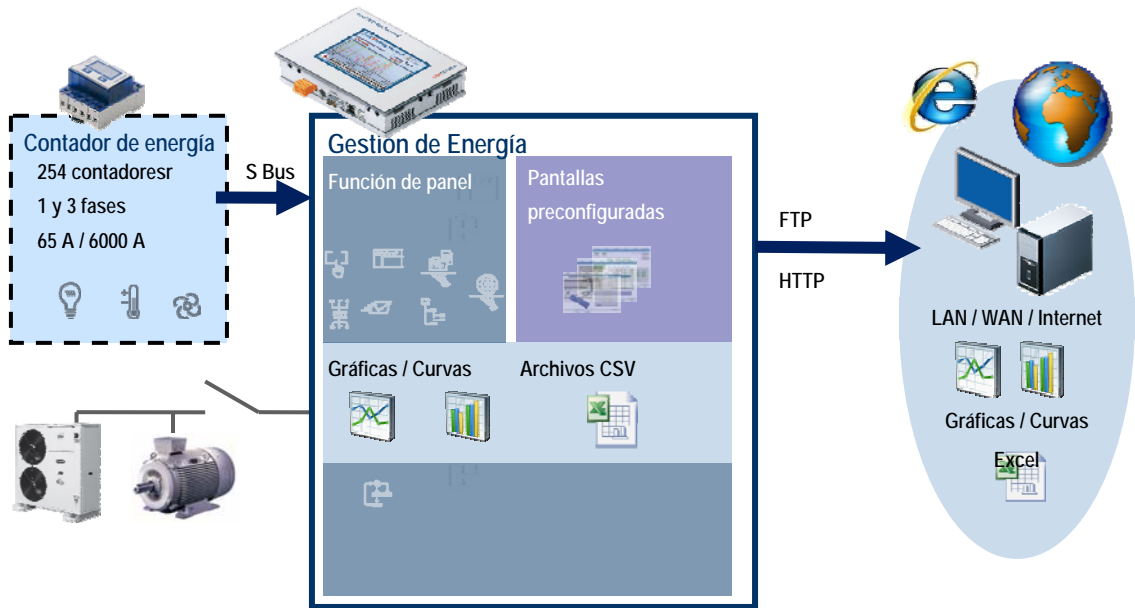 Contador de energía
254 contadoresr
1 y 3 fases
65 A / 6000 A
S Bus
Gestión de Energía
Función de panel
Pantallas
preconfiguradas
Gráficas / Curvas
Archivos CSV
FTP
HTTP
LAN / WAN / Internet
Gráficas / Curvas
Excel